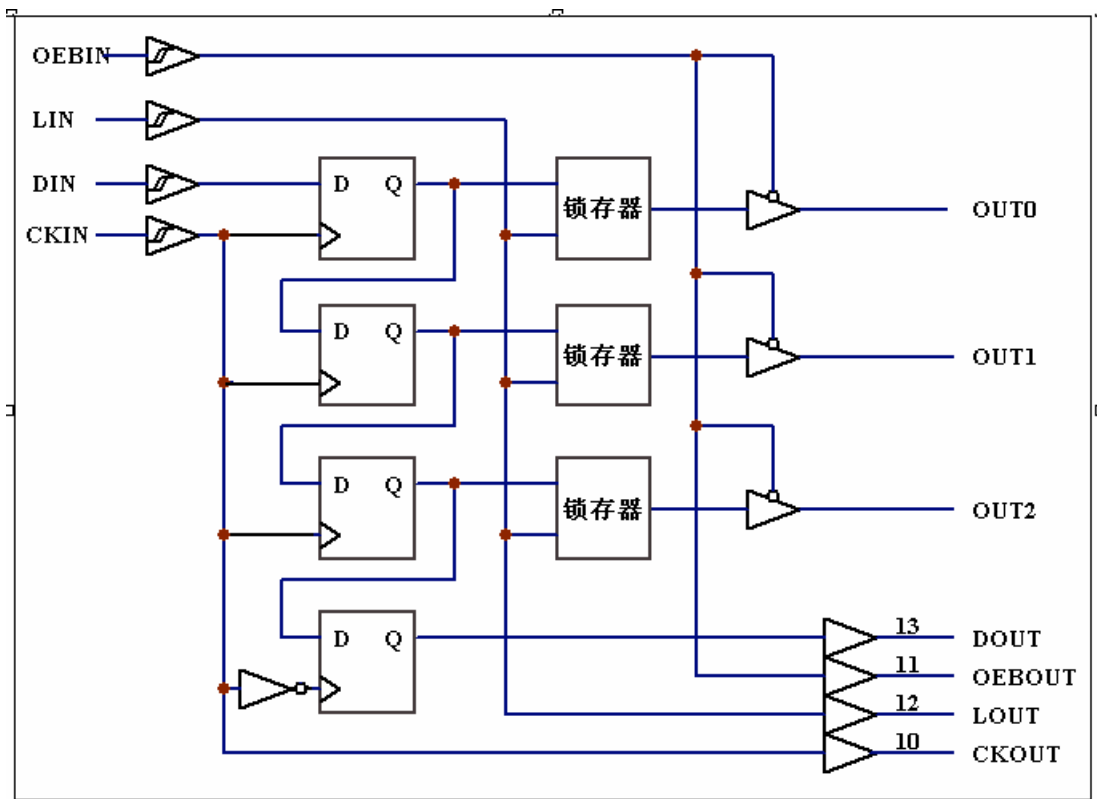 OEBIN
LIN
DIN
D Q
锁存器
OUT0
CKIN
D Q
锁存器
OUT1
D Q
锁存器
OUT2
D Q
13
DOUT
11
OEBOUT
12
LOUT
10
CKOUT